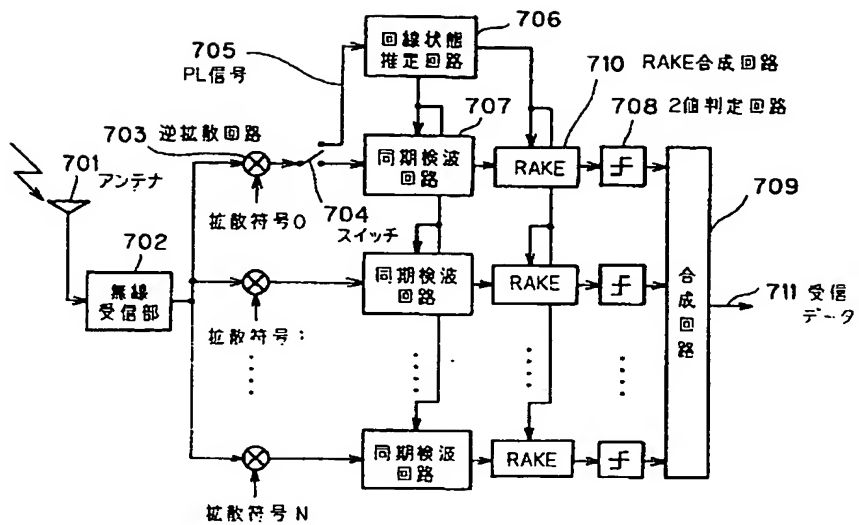 706
回線状態
推定回路
705
PL信号
710 RAKE合成回路
707
708 2値判定回路
703 逆拡散回路
701
アンテナ
同期検波
回路
RAKE
704
スイッチ
拡散符号0
709
702
無線
受信部
同期検波
回路
RAKE
拡散符号:
合成回路
711 受信
データ
同期検波
回路
RAKE
拡散符号N